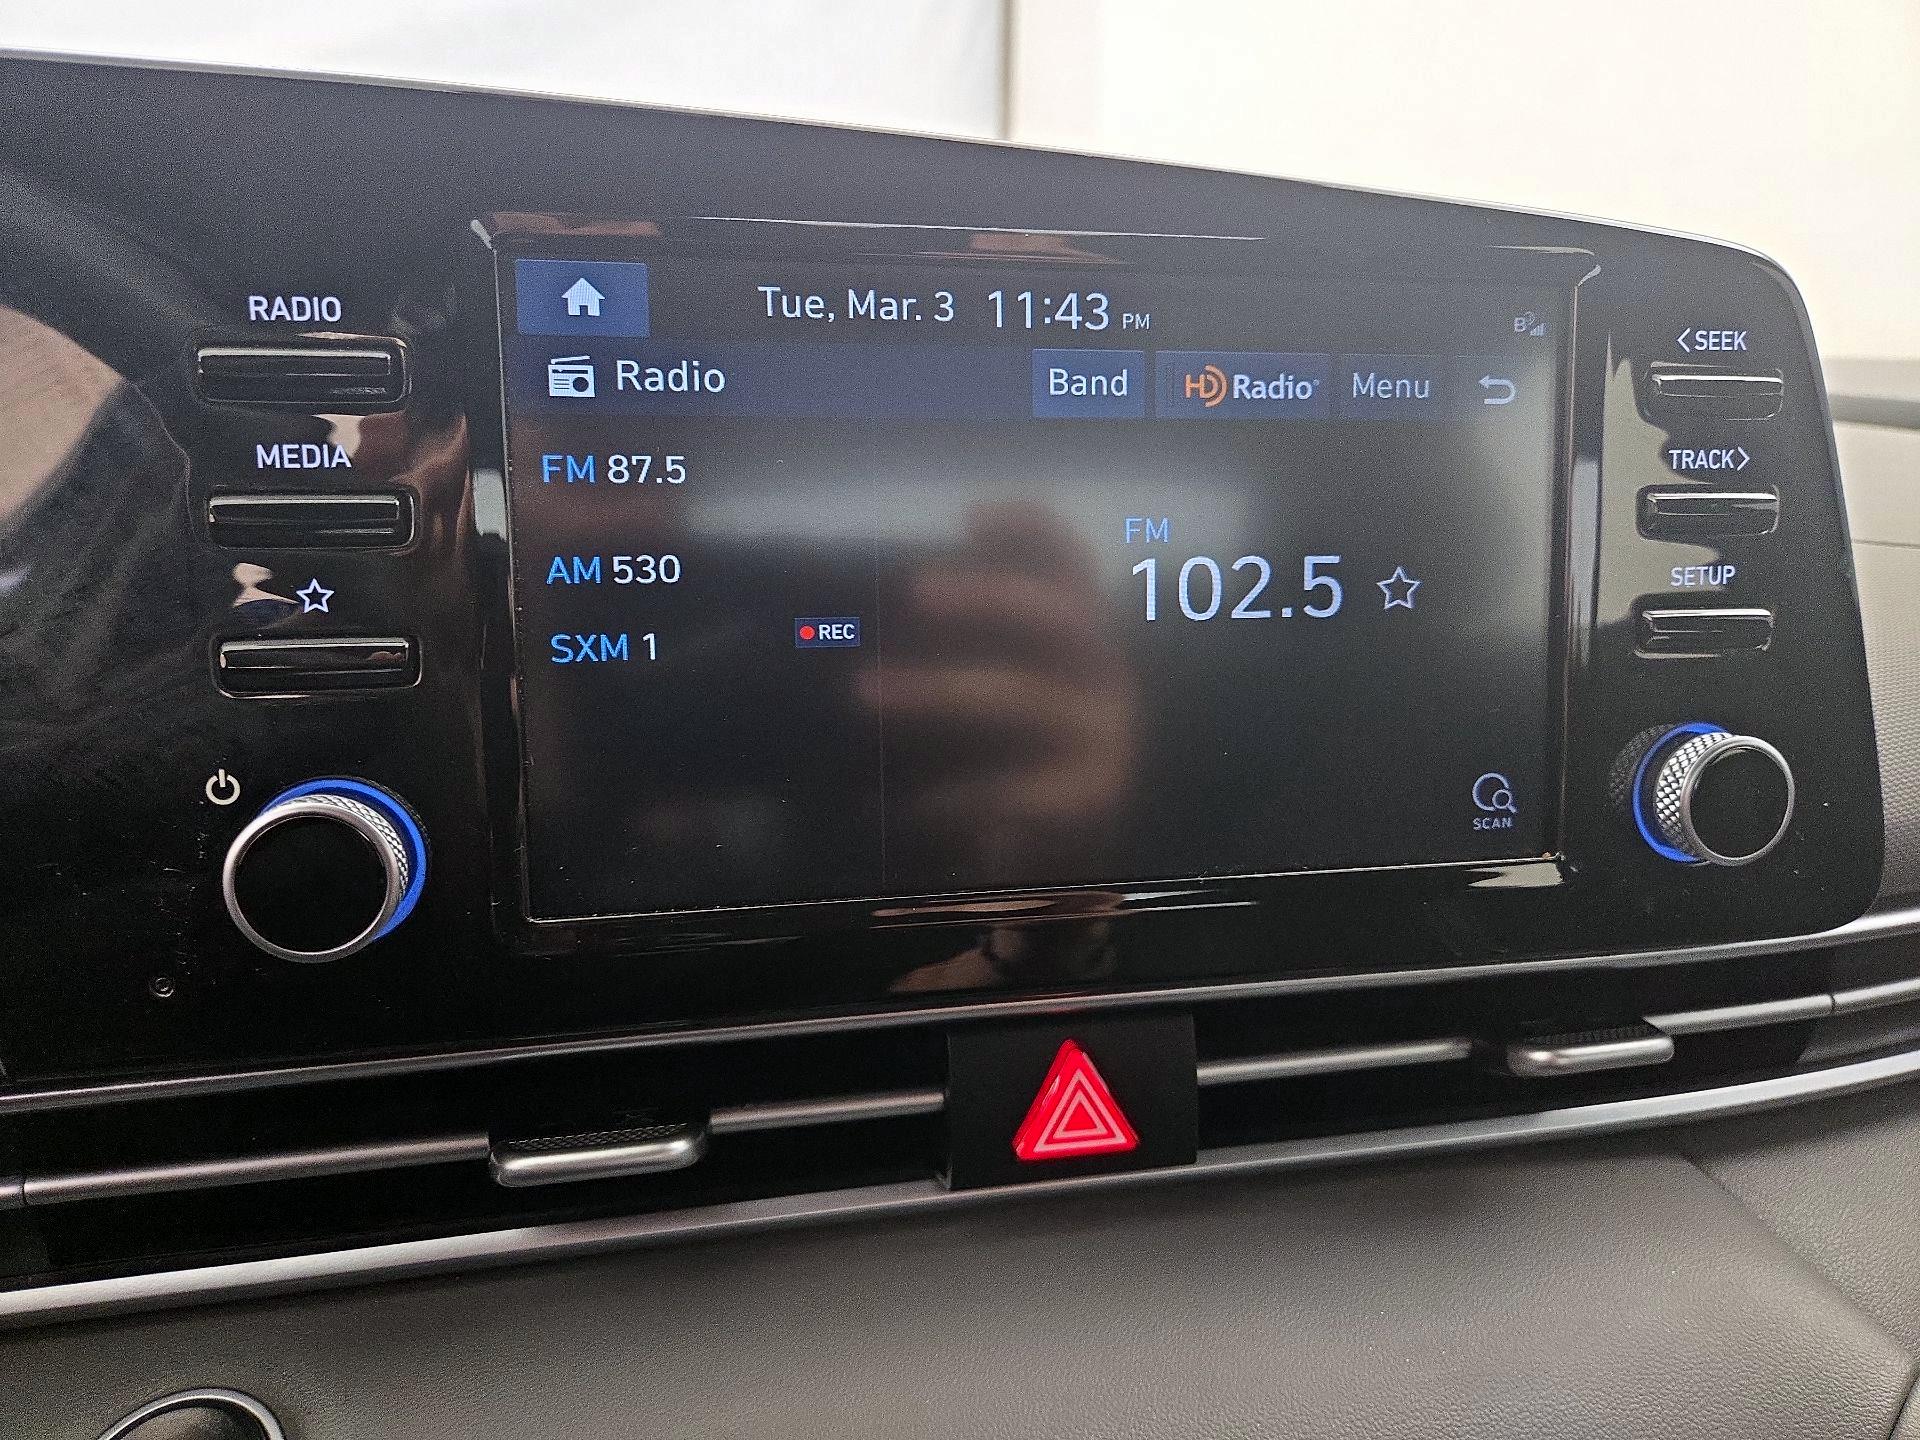 RADIO
MEDIA
Tue, Mar. 3 11:43 PM
Radio
Band
HD Radio
Menu
FM 87.5
AM 530
SXM 1
REC
FM
102.5
SCAN
<SEEK
TRACK>
SETUP